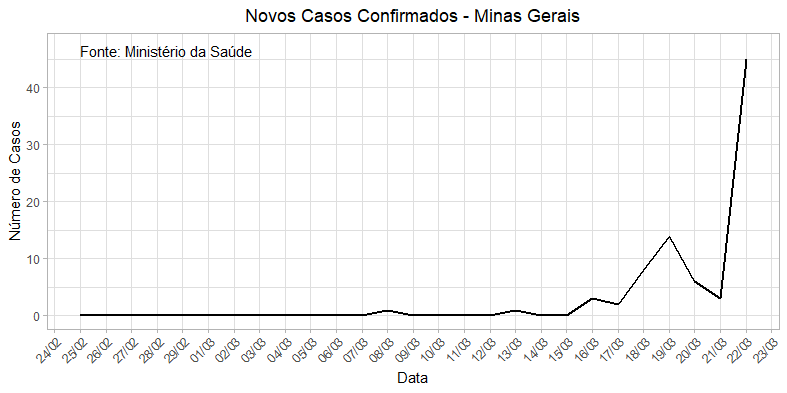 Novos Casos Confirmados - Minas Gerais
Fonte: Ministério da Saúde
Número de Casos
40
30
20
10
0
24/02 25/02 26/02 27/02 28/02 29/02 01/03 02/03 03/03 04/03 05/03 06/03 07/03 08/03 09/03 10/03 11/03 12/03 13/03 14/03 15/03 16/03 17/03 18/03 19/03 20/03 21/03 22/03 23/03
Data